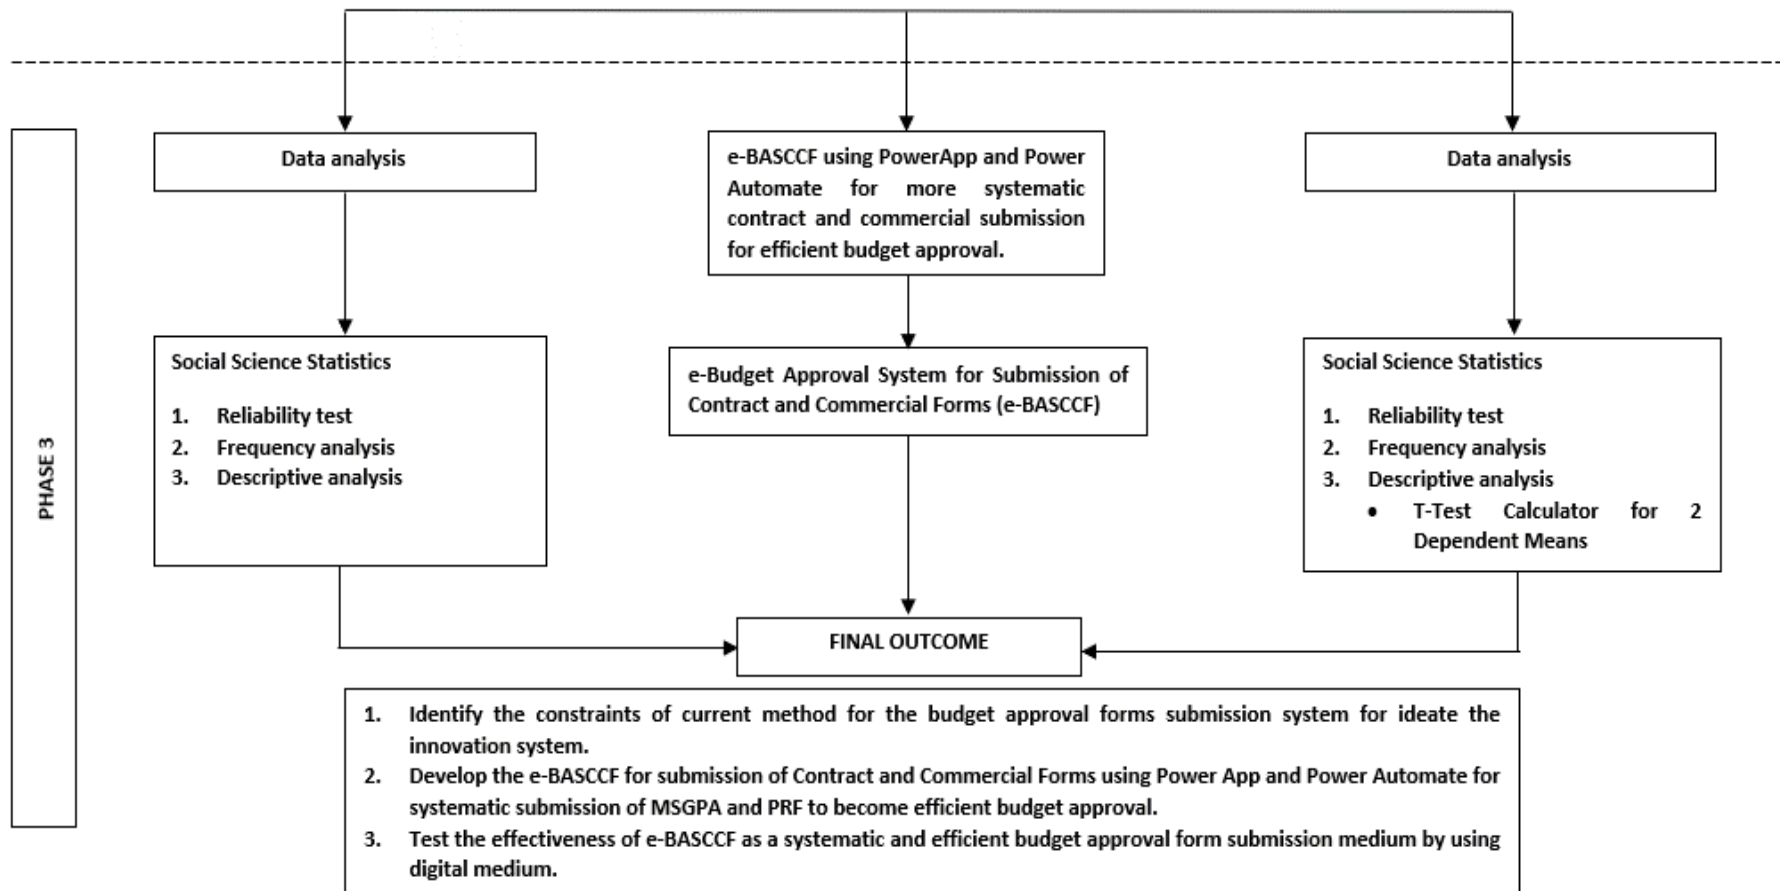 PHASE 3
Data analysis
e-BASCCF using PowerApp and Power
Automate for more systematic
contract and commercial submission
for efficient budget approval.
Data analysis
Social Science Statistics
1. Reliability test
2. Frequency analysis
3. Descriptive analysis
e-Budget Approval System for Submission of
Contract and Commercial Forms (e-BASCCF)
Social Science Statistics
1. Reliability test
2. Frequency analysis
3. Descriptive analysis
• T-Test Calculator for 2
Dependent Means
FINAL OUTCOME
1. Identify the constraints of current method for the budget approval forms submission system for ideate the
innovation system.
2. Develop the e-BASCCF for submission of Contract and Commercial Forms using Power App and Power Automate for
systematic submission of MSGPA and PRF to become efficient budget approval.
3. Test the effectiveness of e-BASCCF as a systematic and efficient budget approval form submission medium by using
digital medium.